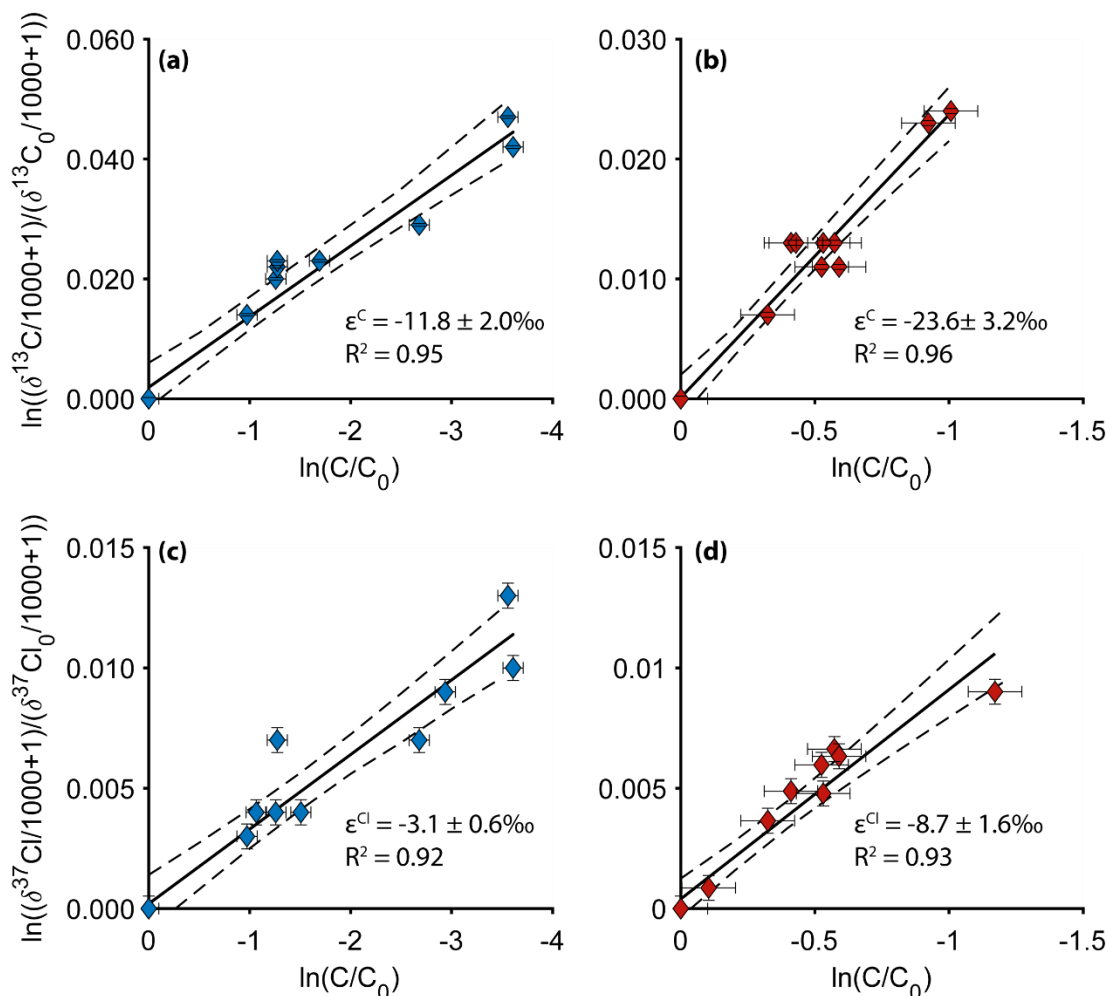 (a)
ln((δ¹³C/1000+1)/(δ¹³C₀/1000+1))
0.060
0.040
0.020
0.000
εC = -11.8 ± 2.0‰
R² = 0.95
0 -1 -2 -3 -4
ln(C/C₀)
(b)
0.030
0.020
0.010
0.000
εC = -23.6± 3.2‰
R² = 0.96
0 -0.5 -1 -1.5
ln(C/C₀)
(c)
ln((δ³⁷Cl/1000+1)/(δ³⁷Cl₀/1000+1))
0.015
0.010
0.005
0.000
εCl = -3.1 ± 0.6‰
R² = 0.92
0 -1 -2 -3 -4
ln(C/C₀)
(d)
0.015
0.010
0.005
0
εCl = -8.7 ± 1.6‰
R² = 0.93
0 -0.5 -1 -1.5
ln(C/C₀)